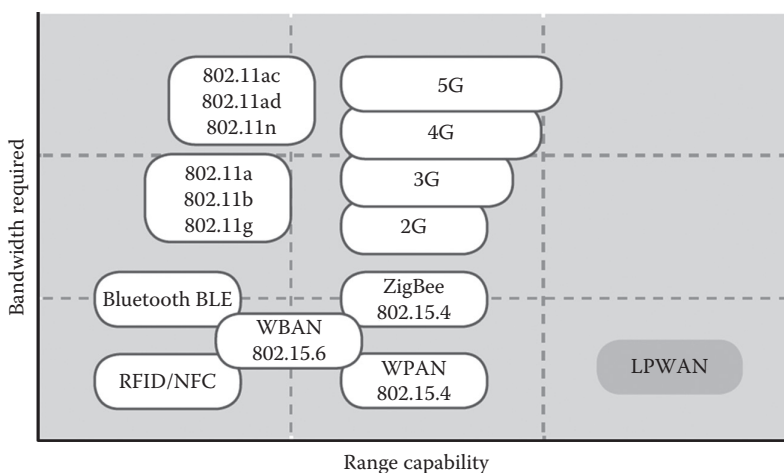 Bandwidth required
802.11ac
802.11ad
802.11n
5G
4G
802.11a
802.11b
802.11g
3G
2G
Bluetooth BLE
ZigBee
802.15.4
WBAN
802.15.6
RFID/NFC
WPAN
802.15.4
LPWAN
Range capability